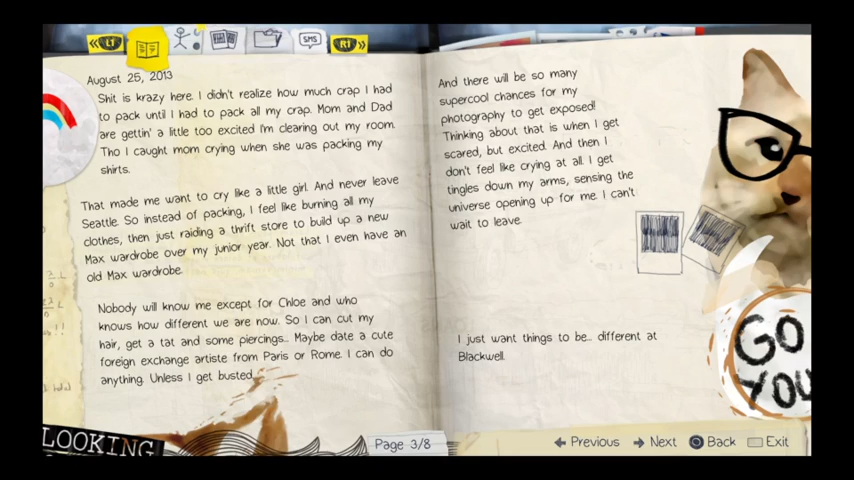 L1
SMS
R1
August 25, 2013
Shit is krazy here. I didn't realize how much crap I had
to pack until I had to pack all my crap. Mom and Dad
are gettin' a little too excited I'm clearing out my room.
Tho I caught mom crying when she was packing my
shirts.
That made me want to cry like a little girl. And never leave
Seattle. So instead of packing, I feel like burning all my
clothes, then just raiding a thrift store to build up a new
Max wardrobe over my junior year. Not that I even have an
old Max wardrobe.
Nobody will know me except for Chloe and who
knows how different we are now. So I can cut my
hair, get a tat and some piercings... Maybe date a cute
foreign exchange artiste from Paris or Rome. I can do
anything. Unless I get busted...
LOOKING
And there will be so many
supercool chances for my
photography to get exposed!
Thinking about that is when I get
scared, but excited. And then I
don't feel like crying at all. I get
tingles down my arms, sensing the
universe opening up for me. I can't
wait to leave.
I just want things to be... different at
Blackwell.
GO
YOU
Page 3/8
Previous
Next
Back
Exit